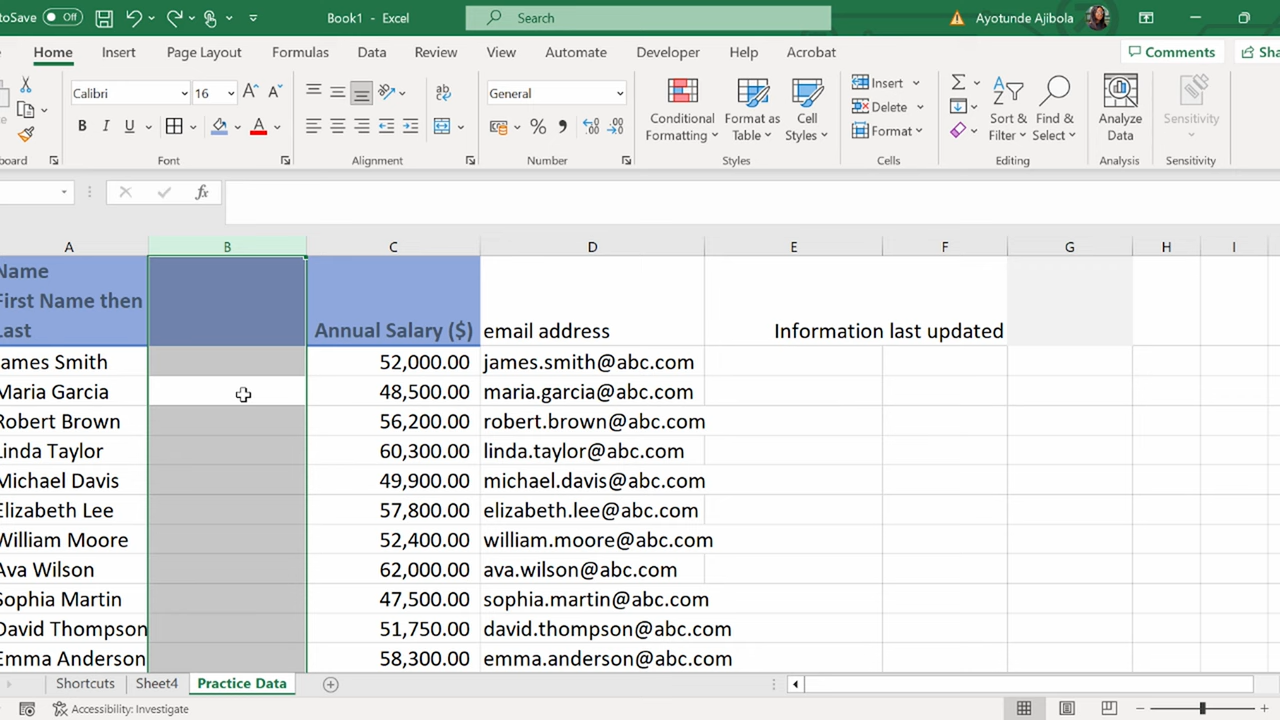 toSave Off Book1 - Excel Search Ayotunde Ajibola
Home Insert Page Layout Formulas Data Review View Automate Developer Help Acrobat Comments Sha
Calibri 16 A A ab General Insert Σ
B I U A % , Delete
Conditional Formatting Format as Table Cell Styles Format Sort & Filter Find & Select Analyze Data Sensitivity
board Font Alignment Number Styles Cells Editing Analysis Sensitivity
fx
A B C D E F G H I
Name
First Name then
Last Annual Salary ($) email address Information last updated
ames Smith 52,000.00 james.smith@abc.com
Maria Garcia 48,500.00 maria.garcia@abc.com
Robert Brown 56,200.00 robert.brown@abc.com
Linda Taylor 60,300.00 linda.taylor@abc.com
Michael Davis 49,900.00 michael.davis@abc.com
Elizabeth Lee 57,800.00 elizabeth.lee@abc.com
William Moore 52,400.00 william.moore@abc.com
Ava Wilson 62,000.00 ava.wilson@abc.com
Sophia Martin 47,500.00 sophia.martin@abc.com
David Thompson 51,750.00 david.thompson@abc.com
Emma Anderson 58,300.00 emma.anderson@abc.com
Shortcuts Sheet4 Practice Data
Accessibility: Investigate